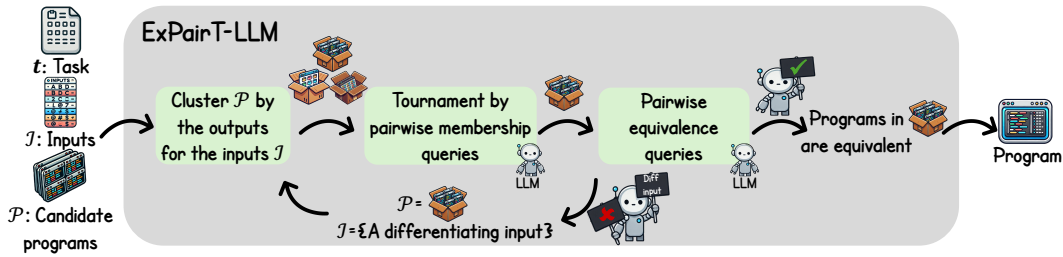 ExPairT-LLM
t: Task
INPUTS
I: Inputs
P: Candidate
programs
Cluster P by
the outputs
for the inputs I
Tournament by
pairwise membership
queries
LLM
Pairwise
equivalence
queries
LLM
Programs in
are equivalent
Program
Diff
input
P =
I={A differentiating input}